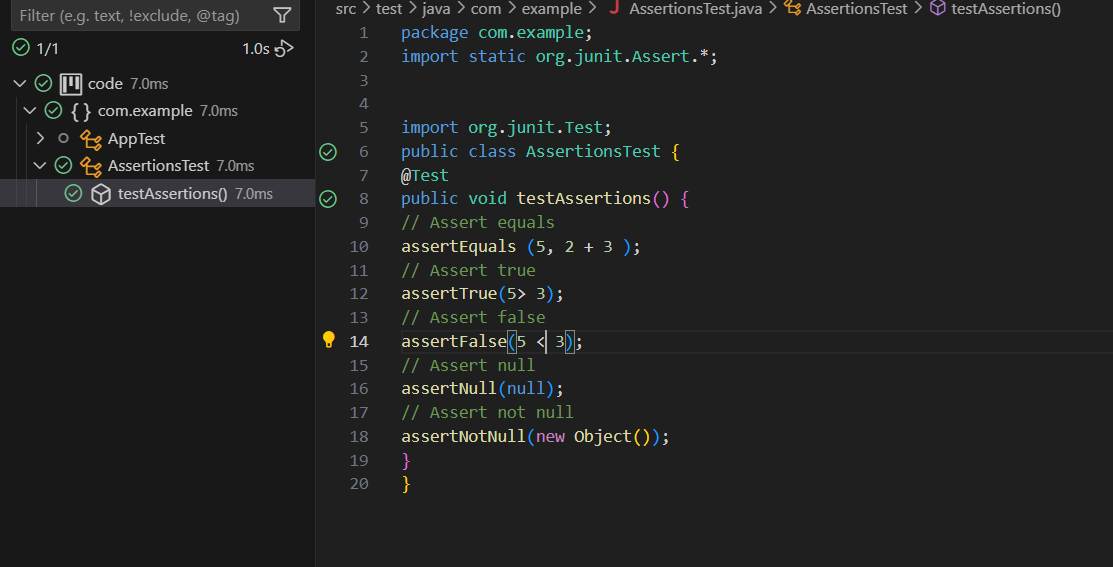 Filter (e.g. text, !exclude, @tag)
1/1
1.0s
code 7.0ms
{} com.example 7.0ms
AppTest
AssertionsTest 7.0ms
testAssertions() 7.0ms
src > test > java > com > example > J AssertionsTest.java > AssertionsTest > testAssertions()
1 package com.example;
2 import static org.junit.Assert.*;
3
4
5 import org.junit.Test;
6 public class AssertionsTest {
7 @Test
8 public void testAssertions() {
9 // Assert equals
10 assertEquals (5, 2 + 3 );
11 // Assert true
12 assertTrue(5> 3);
13 // Assert false
14 assertFalse(5 < 3);
15 // Assert null
16 assertNull(null);
17 // Assert not null
18 assertNotNull(new Object());
19 }
20 }